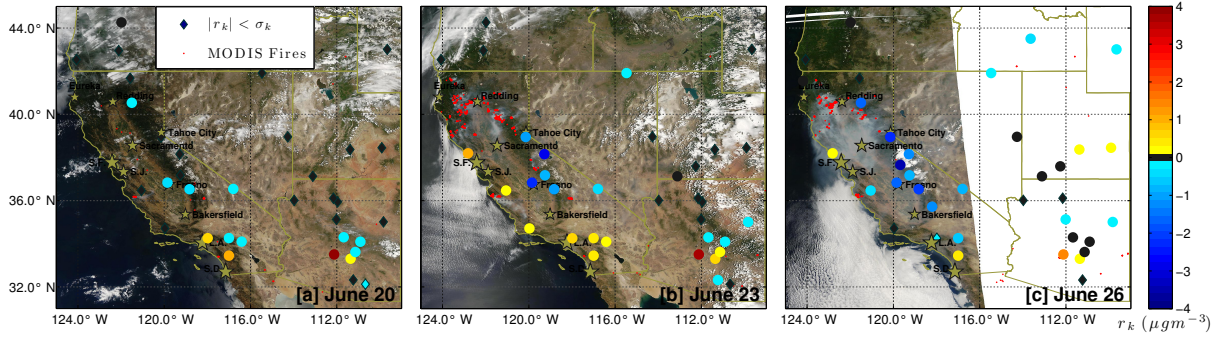 |r_k| < σ_k
MODIS Fires
44.0° N
42.0° N
40.0° N
36.0° N
32.0° N
Eureka
Redding
Tahoe City
Sacramento
S.F.
S.J.
Fresno
Bakersfield
L.A.
S.D.
[a] June 20
124.0° W
120.0° W
116.0° W
112.0° W
Eureka
Redding
Tahoe City
Sacramento
S.F.
S.J.
Fresno
Bakersfield
L.A.
S.D.
[b] June 23
124.0° W
120.0° W
116.0° W
112.0° W
Eureka
Redding
Tahoe City
Sacramento
S.F.
S.J.
Fresno
Bakersfield
L.A.
S.D.
[c] June 26
124.0° W
120.0° W
116.0° W
112.0° W
4
3
2
1
0
-1
-2
-3
-4
r_k (μgm⁻³)